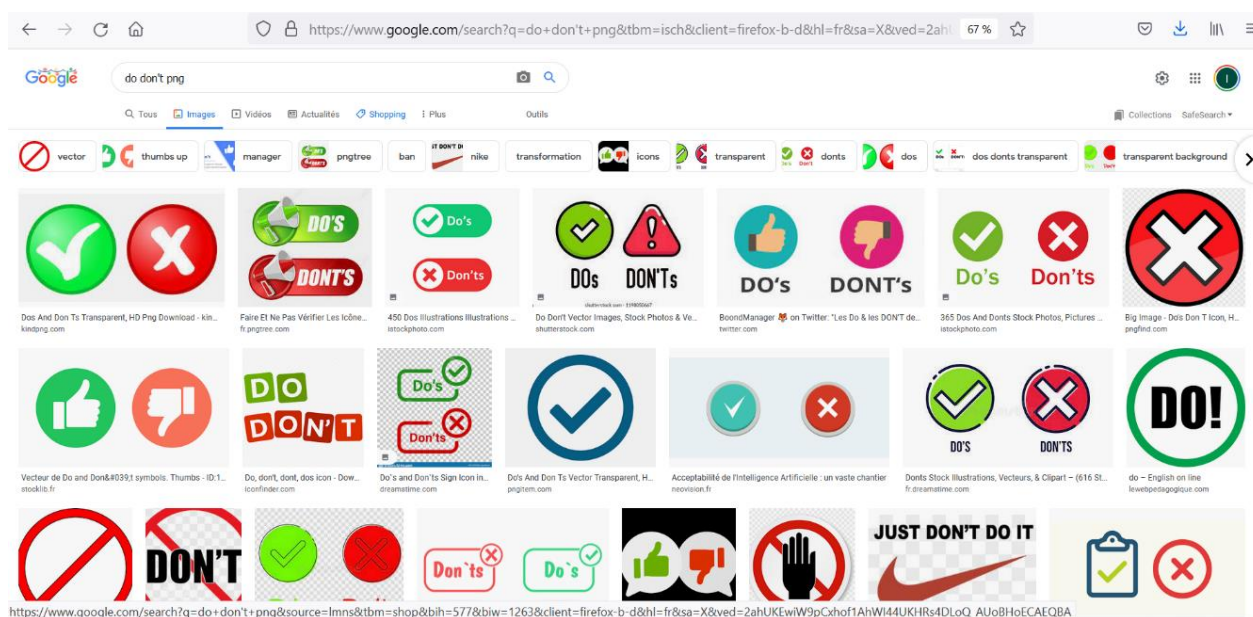 https://www.google.com/search?q=do+don't+png&tbm=isch&client=firefox-b-d&hl=fr&sa=X&ved=2ah 67 %
Google do don't png
Tous Images Vidéos Actualités Shopping Plus Outils Collections SafeSearch
vector thumbs up manager pngtree ban nike transformation icons transparent donts dos dos donts transparent transparent background
DO'S
DONT'S
Do's
Don'ts
DOs DON'Ts
shutterstock.com
DO's DONT's
Do's Don'ts
Dos And Don Ts Transparent, HD Png Download - kin...
kindpng.com
Faire Et Ne Pas Vérifier Les Icône...
fr.pngtree.com
450 Dos Illustrations Illustrations ...
istockphoto.com
Do Don't Vector Images, Stock Photos & Ve...
shutterstock.com
BoondManager on Twitter: "Les Do & les DON'T de...
twitter.com
365 Dos And Donts Stock Photos, Pictures ...
istockphoto.com
Big Image - Do's Don T Icon, H...
pngfind.com
DO
DON'T
Do's
Don'ts
DO'S DON'TS
DO!
Vecteur de Do and Don&#039;t symbols. Thumbs - ID:1...
stocklib.fr
Do, don't, dont, dos icon - Dow...
iconfinder.com
Do's and Don'ts Sign Icon in...
dreamstime.com
Do's And Don Ts Vector Transparent, H...
pngitem.com
Acceptabilité de l'Intelligence Artificielle : un vaste chantier
neovision.fr
Donts Stock Illustrations, Vecteurs, & Clipart – (616 St...
fr.dreamstime.com
do – English on line
lewebpedagogique.com
DON'T
Don`ts
Do`s
JUST DON'T DO IT
https://www.google.com/search?q=do+don't+png&source=lmns&tbm=shop&bih=577&biw=1263&client=firefox-b-d&hl=fr&sa=X&ved=2ahUKEwiW9pCxhof1AhWI44UKHRs4DLoQ_AUoBHoECAEQBA